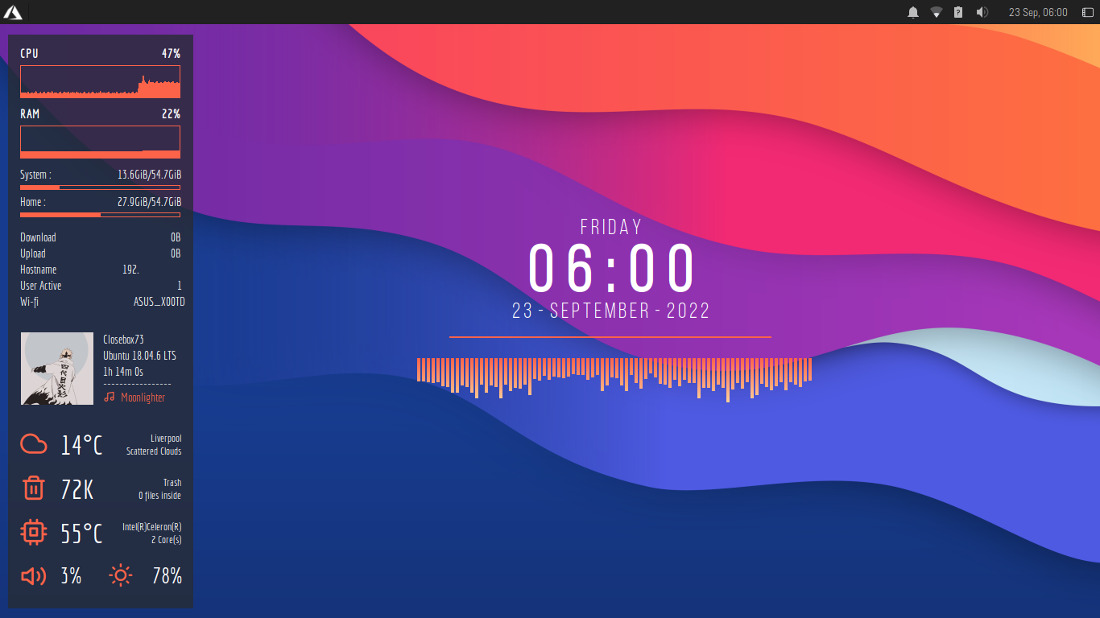 23 Sep, 06:00
CPU 47%
RAM 22%
System : 13.6GiB/54.7GiB
Home : 27.9GiB/54.7GiB
Download 0B
Upload 0B
Hostname 192.
User Active 1
Wi-fi ASUS_X00TD
Closebox73
Ubuntu 18.04.6 LTS
1h 14m 0s
-----------------
Moonlighter
14°C
Liverpool
Scattered Clouds
72K
Trash
0 files inside
55°C
Intel(R)Celeron(R)
2 Core(s)
3% 78%
FRIDAY
06:00
23 - SEPTEMBER - 2022